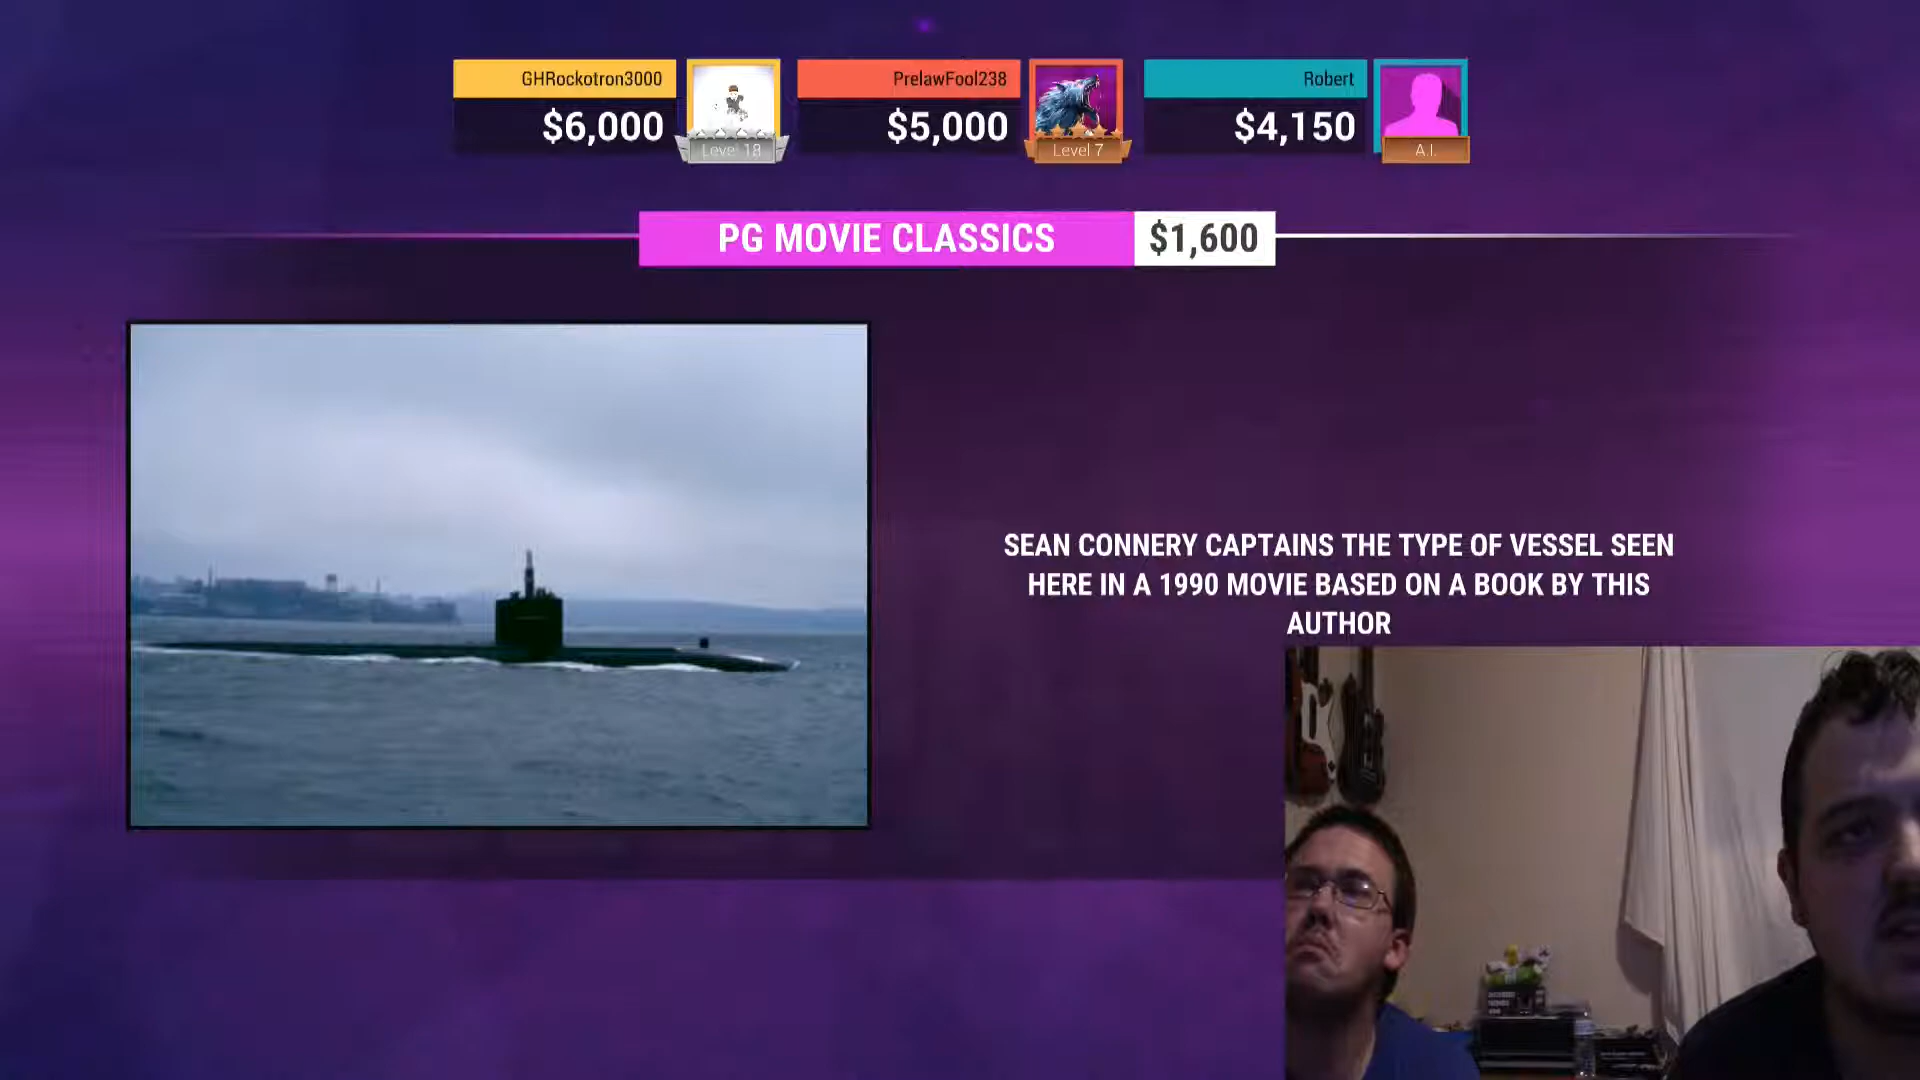 GHRockotron3000
$6,000
Level 18
PrelawFool238
$5,000
Level 7
Robert
$4,150
A.I.
PG MOVIE CLASSICS
$1,600
SEAN CONNERY CAPTAINS THE TYPE OF VESSEL SEEN
HERE IN A 1990 MOVIE BASED ON A BOOK BY THIS
AUTHOR